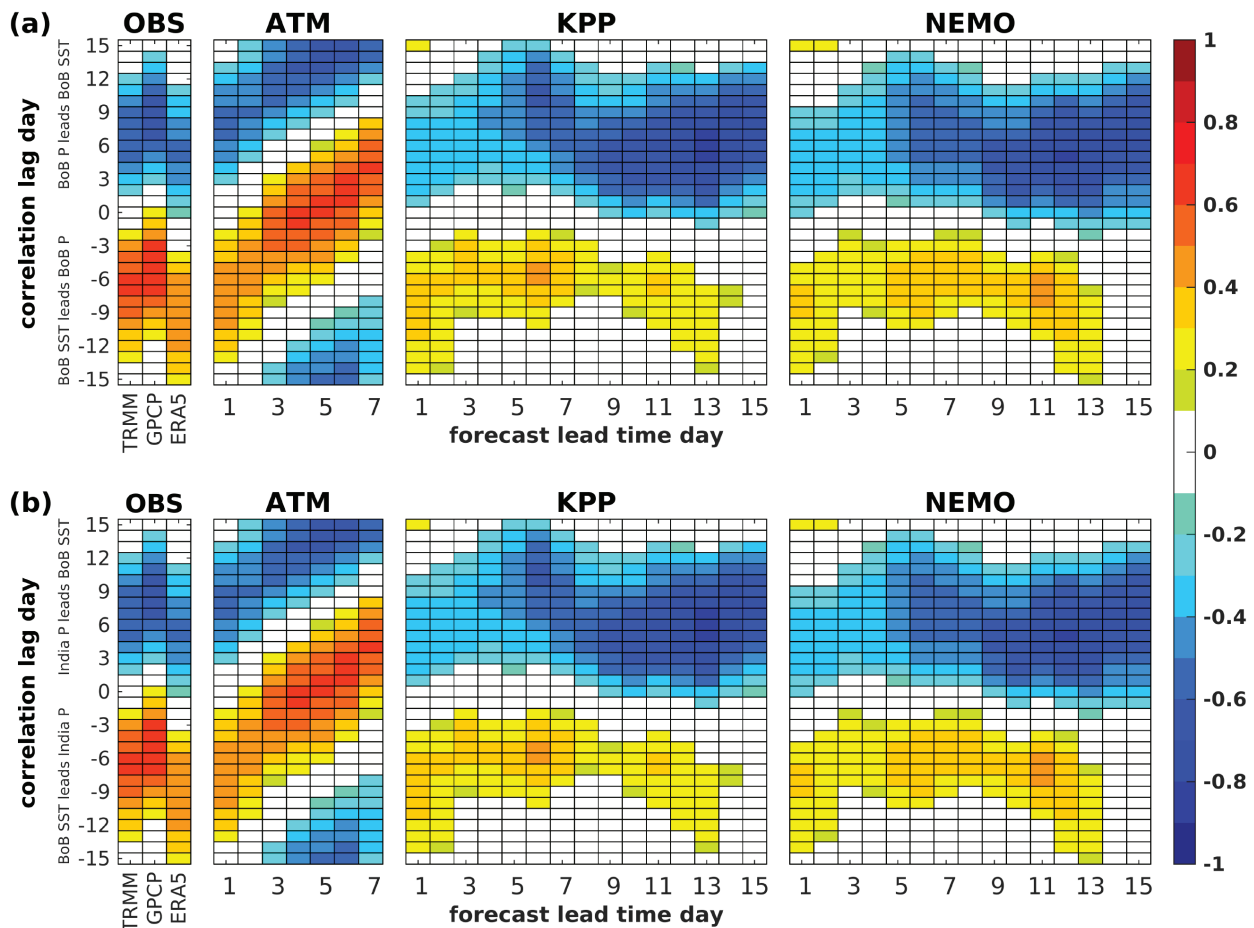 (a) OBS ATM KPP NEMO
correlation lag day
BoB SST leads BoB P BoB P leads BoB SST
15
12
9
6
3
0
-3
-6
-9
-12
-15
TRMM GPCP ERA5
1 3 5 7
1 3 5 7 9 11 13 15
1 3 5 7 9 11 13 15
forecast lead time day
forecast lead time day
1
0.8
0.6
0.4
0.2
0
-0.2
-0.4
-0.6
-0.8
-1
(b) OBS ATM KPP NEMO
correlation lag day
BoB SST leads India P India P leads BoB SST
15
12
9
6
3
0
-3
-6
-9
-12
-15
TRMM GPCP ERA5
1 3 5 7
1 3 5 7 9 11 13 15
1 3 5 7 9 11 13 15
forecast lead time day